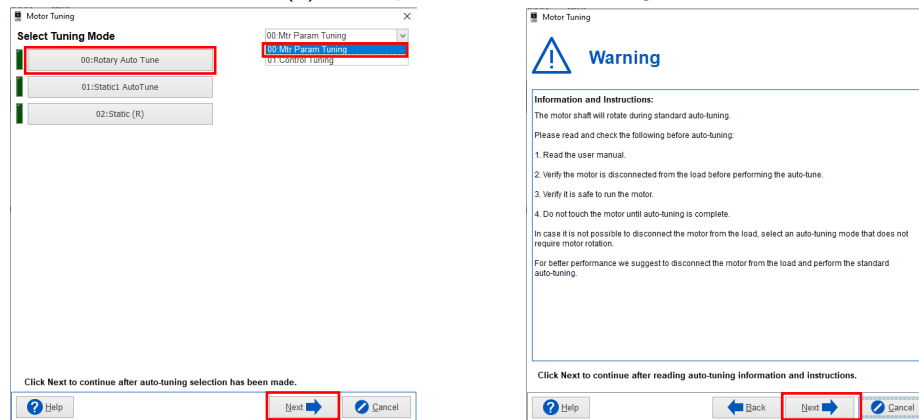 Motor Tuning
Select Tuning Mode
00:Mtr Param Tuning
00:Mtr Param Tuning
01:Control Tuning
00:Rotary Auto Tune
01:Static1 AutoTune
02:Static (R)
Click Next to continue after auto-tuning selection has been made.
Help
Next
Cancel
Motor Tuning
Warning
Information and Instructions:
The motor shaft will rotate during standard auto-tuning.
Please read and check the following before auto-tuning:
1. Read the user manual.
2. Verify the motor is disconnected from the load before performing the auto-tune.
3. Verify it is safe to run the motor.
4. Do not touch the motor until auto-tuning is complete.
In case it is not possible to disconnect the motor from the load, select an auto-tuning mode that does not
require motor rotation.
For better performance we suggest to disconnect the motor from the load and perform the standard
auto-tuning.
Click Next to continue after reading auto-tuning information and instructions.
Help
Back
Next
Cancel